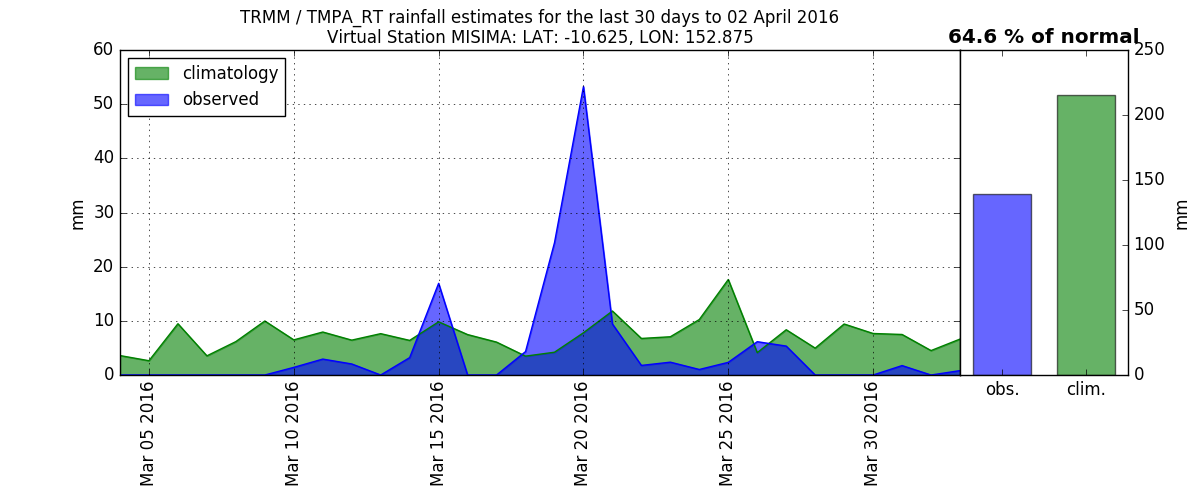 TRMM / TMPA_RT rainfall estimates for the last 30 days to 02 April 2016
Virtual Station MISIMA: LAT: -10.625, LON: 152.875
64.6 % of normal
climatology
observed
60
50
40
30
20
10
0
mm
Mar 05 2016
Mar 10 2016
Mar 15 2016
Mar 20 2016
Mar 25 2016
Mar 30 2016
250
200
150
100
50
0
mm
obs.
clim.